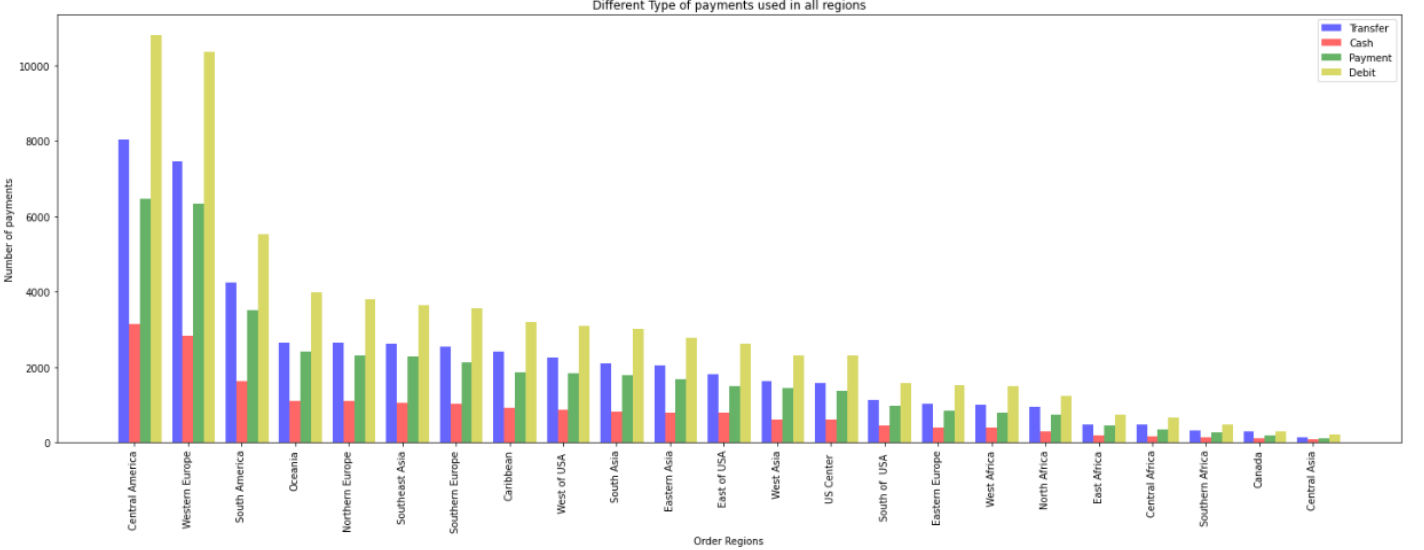 Different Type of payments used in all regions
Transfer
Cash
Payment
Debit
Number of payments
10000
8000
6000
4000
2000
0
Central America
Western Europe
South America
Oceania
Northern Europe
Southeast Asia
Southern Europe
Caribbean
West of USA
South Asia
Eastern Asia
East of USA
West Asia
US Center
South of  USA
Eastern Europe
West Africa
North Africa
East Africa
Central Africa
Southern Africa
Canada
Central Asia
Order Regions